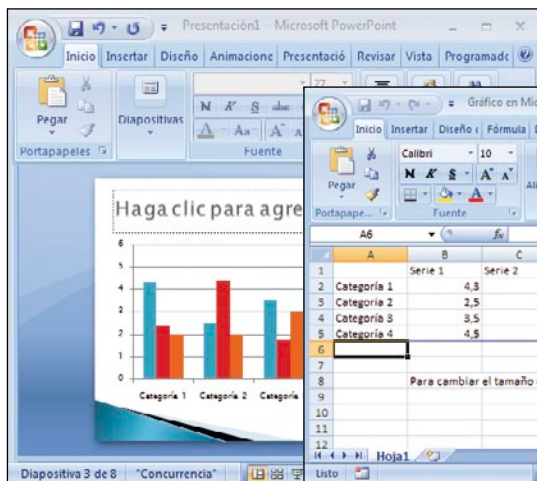 Presentación1 - Microsoft PowerPoint
Inicio Insertar Diseño Animacione Presentació Revisar Vista Programadc
Pegar
Diapositivas
27
N K S abc
A Aa A A
Portapapeles
Fuente
Haga clic para agre
6
5
4
3
2
1
0
Categoría 1 Categoría 2 Categoría
Diapositiva 3 de 8 "Concurrencia"
Gráfico en Mic
Inicio Insertar Diseño Fórmula
Pegar
Calibri 10
N K S A A
Portapape...
Fuente
A6 fx
A B C
1 Serie 1 Serie 2
2 Categoría 1 4,3
3 Categoría 2 2,5
4 Categoría 3 3,5
5 Categoría 4 4,5
6
7
8 Para cambiar el tamaño
9
10
11
12
Hoja1
Listo